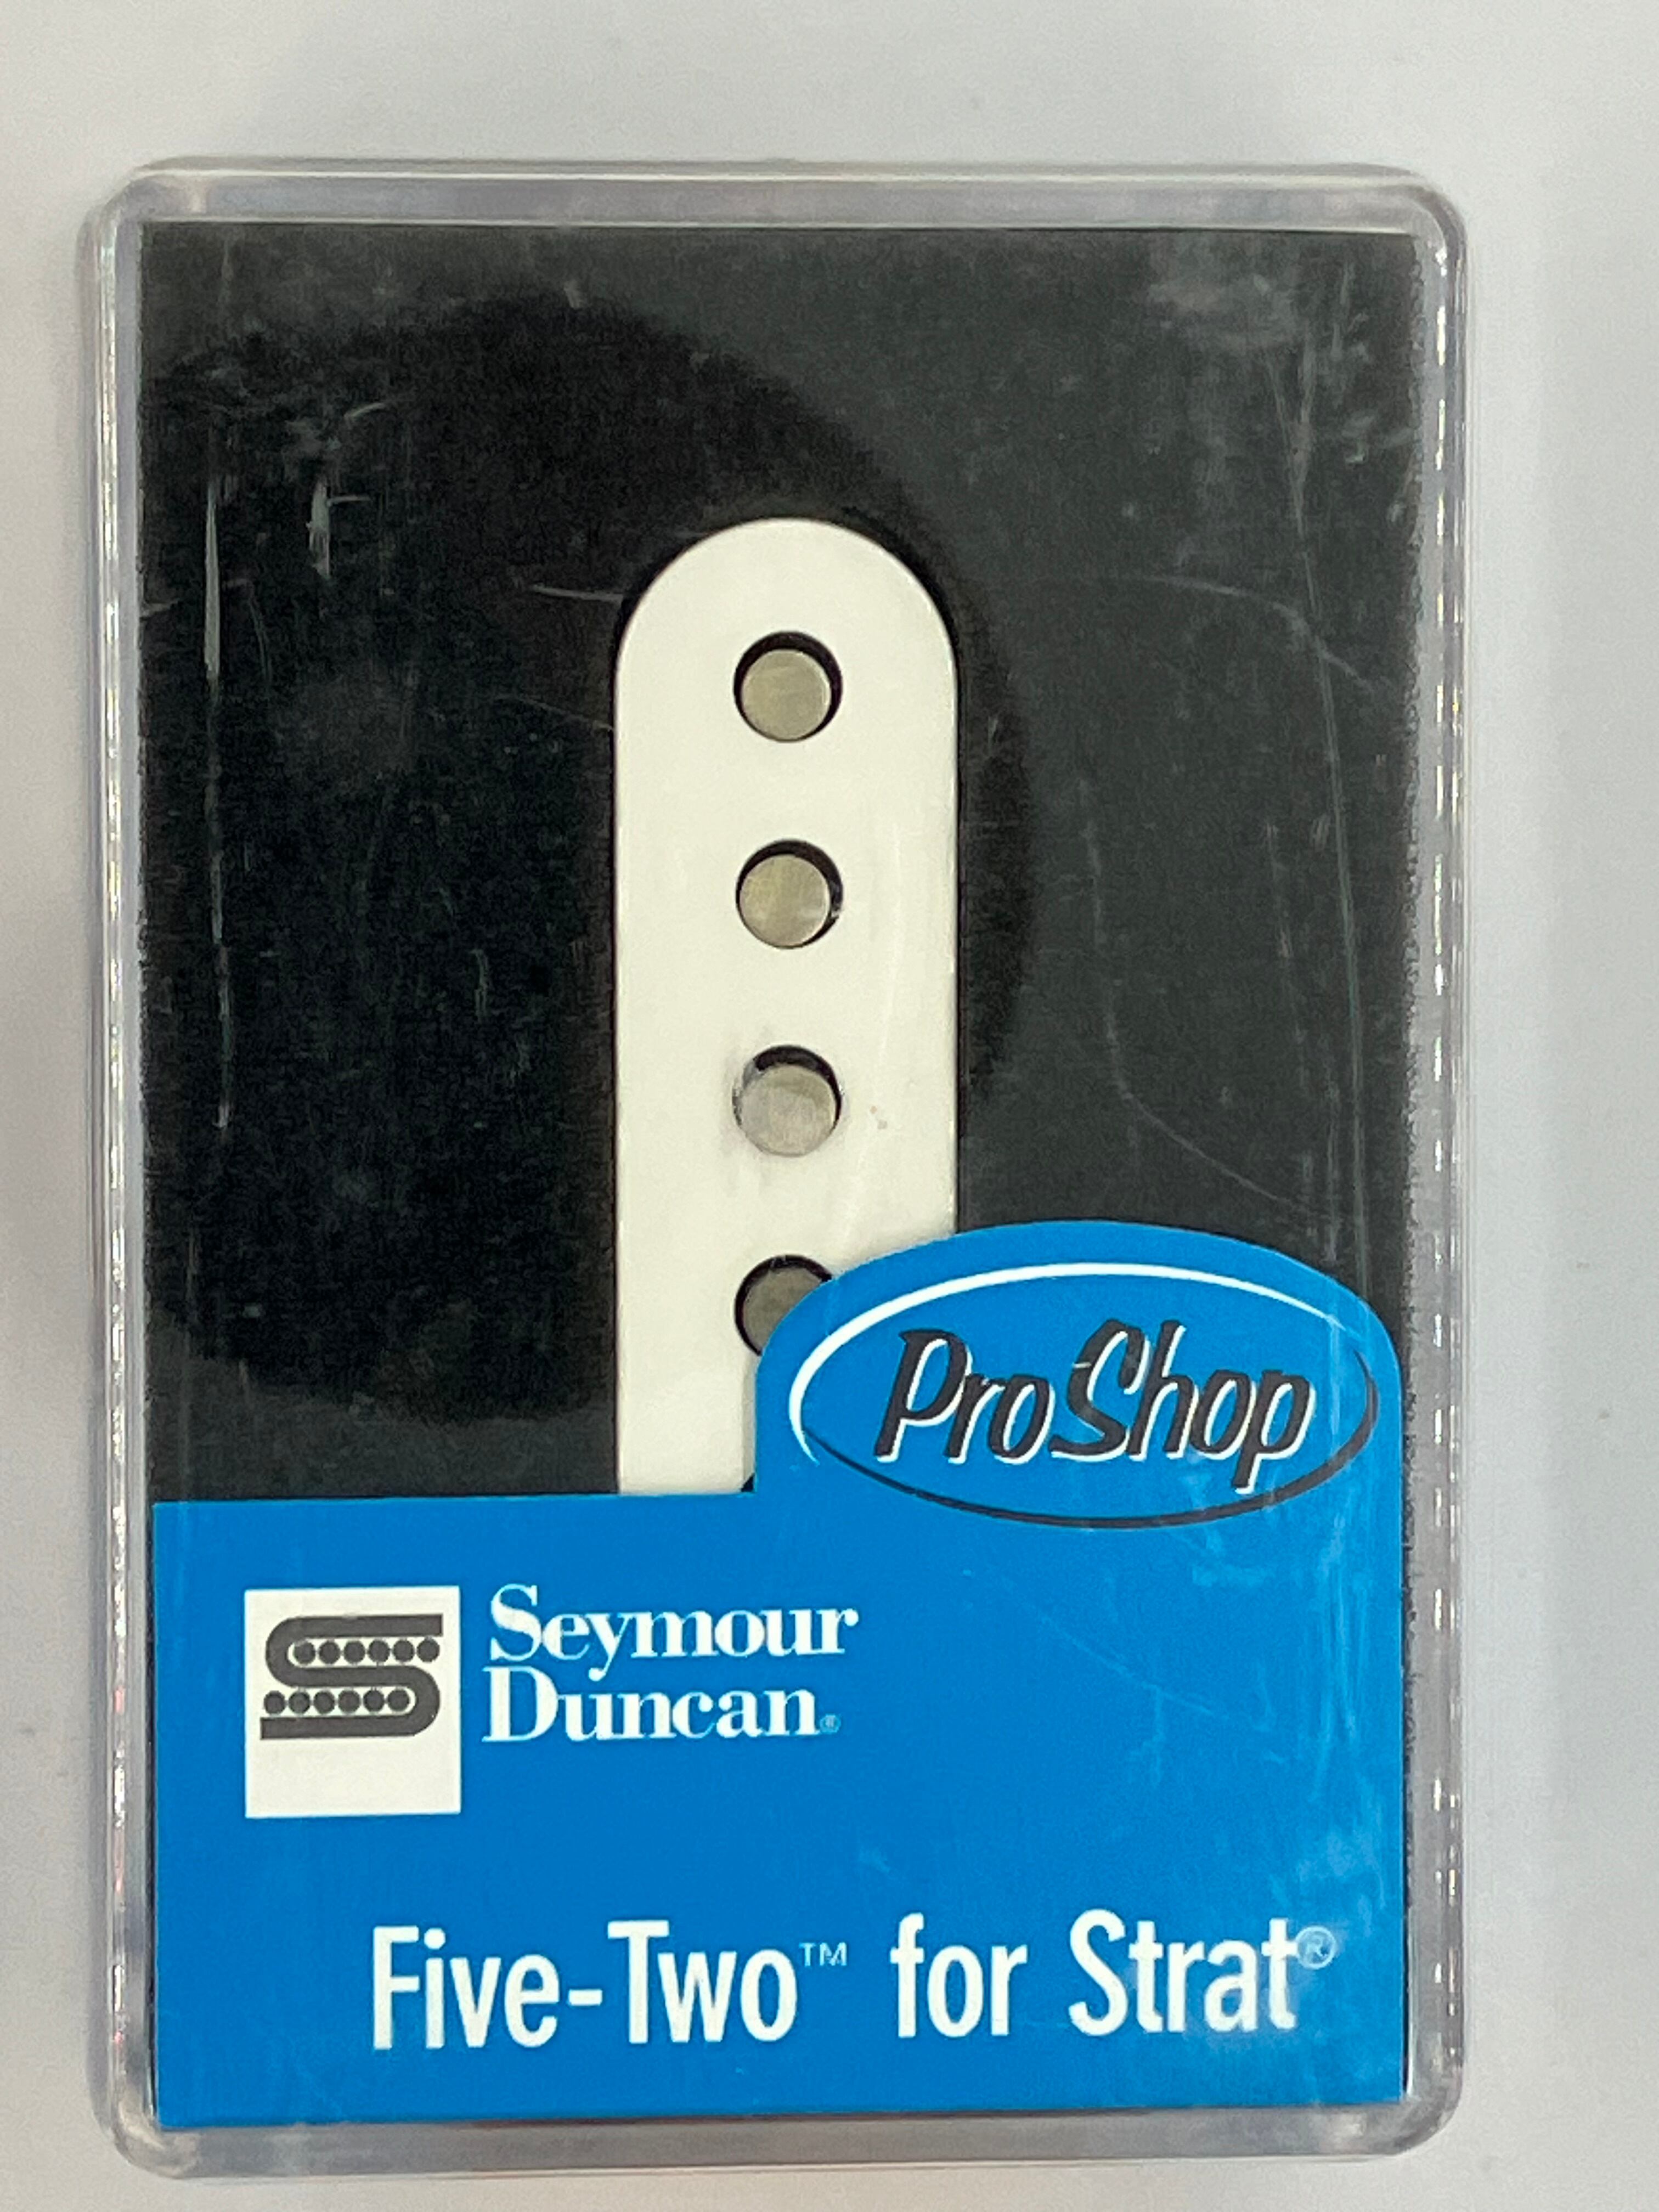 ProShop
Seymour
Duncan®
Five-Two™ for Strat®